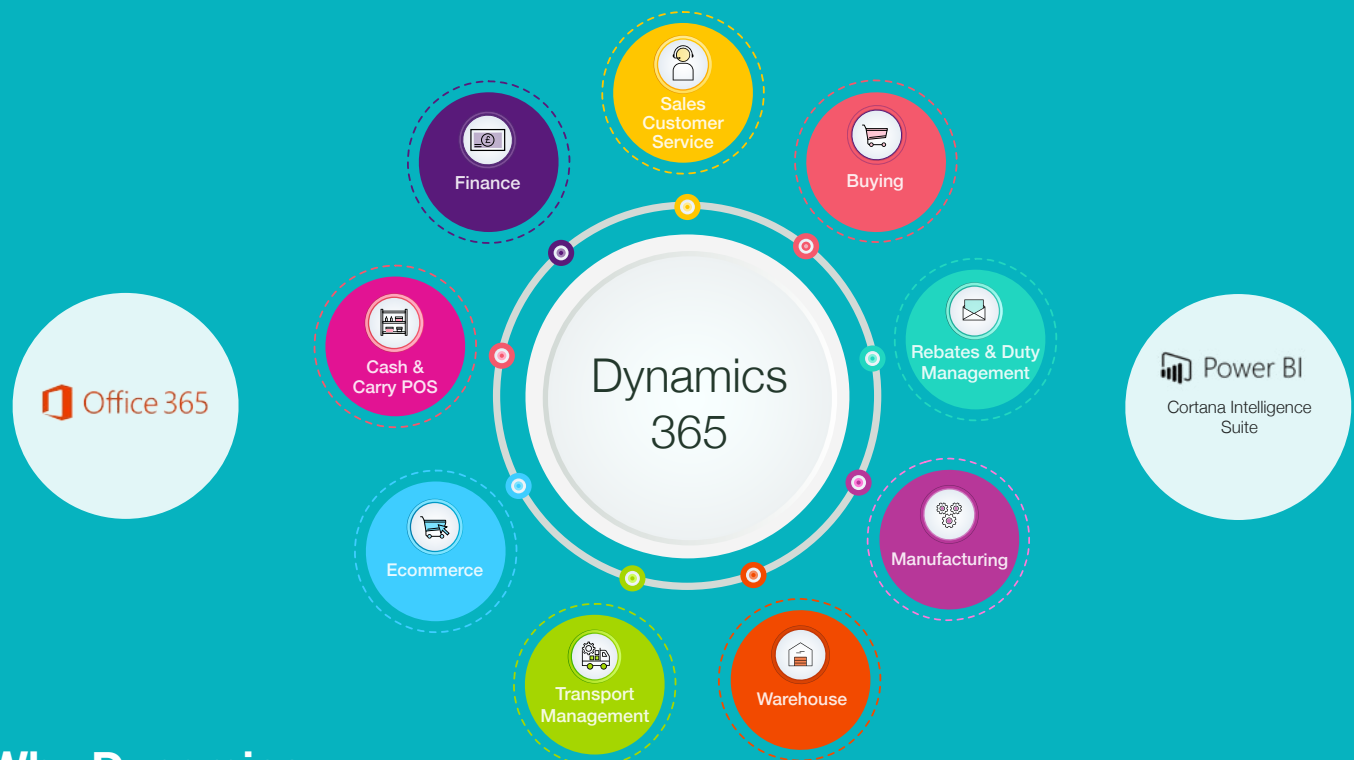 Sales
Customer
Service
Finance
Buying
Cash &
Carry POS
Rebates & Duty
Management
Dynamics
365
Office 365
Power BI
Cortana Intelligence
Suite
Ecommerce
Manufacturing
Transport
Management
Warehouse
£